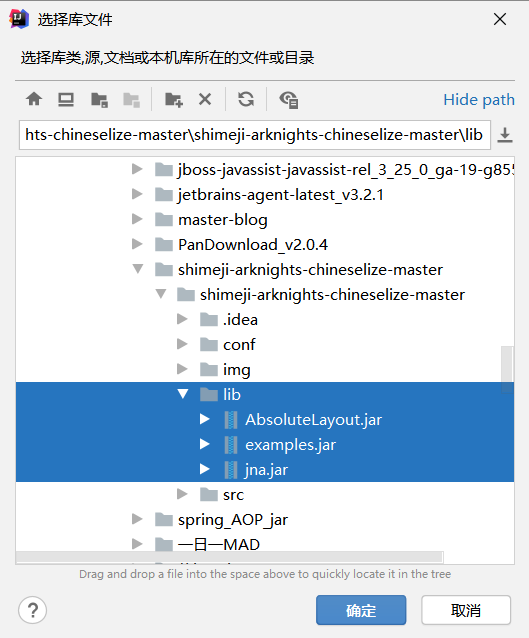 选择库文件
选择库类,源,文档或本机库所在的文件或目录
Hide path
hts-chineselize-master\shimeji-arknights-chineselize-master\lib
jboss-javassist-javassist-rel_3_25_0_ga-19-g855
jetbrains-agent-latest_v3.2.1
master-blog
PanDownload_v2.0.4
shimeji-arknights-chineselize-master
shimeji-arknights-chineselize-master
.idea
conf
img
lib
AbsoluteLayout.jar
examples.jar
jna.jar
src
spring_AOP_jar
一日一MAD
Drag and drop a file into the space above to quickly locate it in the tree
?
确定
取消